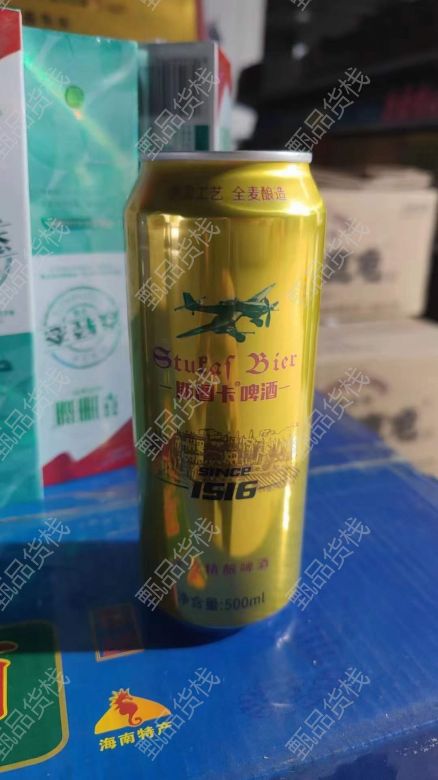 德国工艺 全麦酿造
Stukas Bier
斯图卡®啤酒
SINCE
1516
精酿啤酒
净含量:500ml
海南特产
甄品货栈